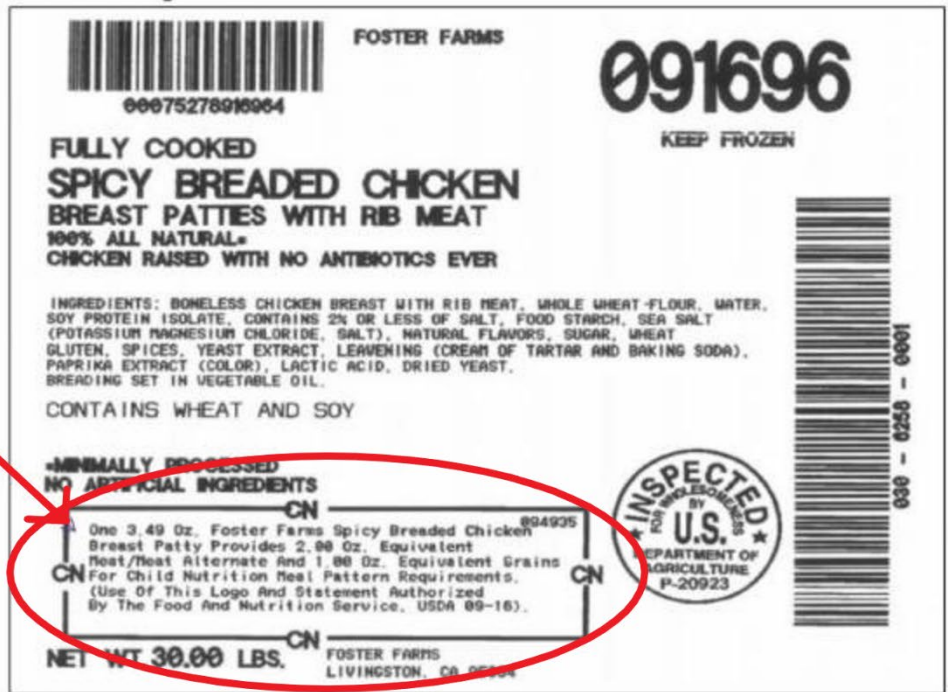 FOSTER FARMS
00075278916964
091696
KEEP FROZEN
FULLY COOKED
SPICY BREADED CHICKEN
BREAST PATTIES WITH RIB MEAT
100% ALL NATURAL*
CHICKEN RAISED WITH NO ANTIBIOTICS EVER
INGREDIENTS: BONELESS CHICKEN BREAST WITH RIB MEAT, WHOLE WHEAT FLOUR, WATER,
SOY PROTEIN ISOLATE, CONTAINS 2% OR LESS OF SALT, FOOD STARCH, SEA SALT
(POTASSIUM MAGNESIUM CHLORIDE, SALT), NATURAL FLAVORS, SUGAR, WHEAT
GLUTEN, SPICES, YEAST EXTRACT, LEAVENING (CREAM OF TARTAR AND BAKING SODA),
PAPRIKA EXTRACT (COLOR), LACTIC ACID, DRIED YEAST.
BREADING SET IN VEGETABLE OIL.
CONTAINS WHEAT AND SOY
*MINIMALLY PROCESSED
NO ARTIFICIAL INGREDIENTS
CN
094935
One 3.49 Oz. Foster Farms Spicy Breaded Chicken
Breast Patty Provides 2.00 Oz. Equivalent
Meat/Meat Alternate And 1.00 Oz. Equivalent Grains
CN For Child Nutrition Meal Pattern Requirements. CN
(Use Of This Logo And Statement Authorized
By The Food And Nutrition Service, USDA 09-16).
CN
NET WT 30.00 LBS.
FOSTER FARMS
LIVINGSTON, CA
INSPECTED
FOR WHOLESOMENESS
BY
U.S.
DEPARTMENT OF
AGRICULTURE
P-20923
030 - 6258 - 0001